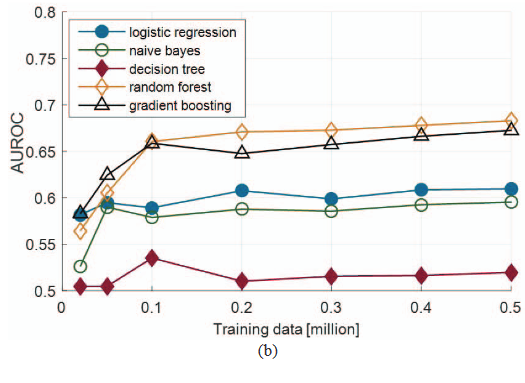 0.8
0.75
0.7
0.65
0.6
0.55
0.5
AUROC
logistic regression
naive bayes
decision tree
random forest
gradient boosting
0 0.1 0.2 0.3 0.4 0.5
Training data [million]
(b)